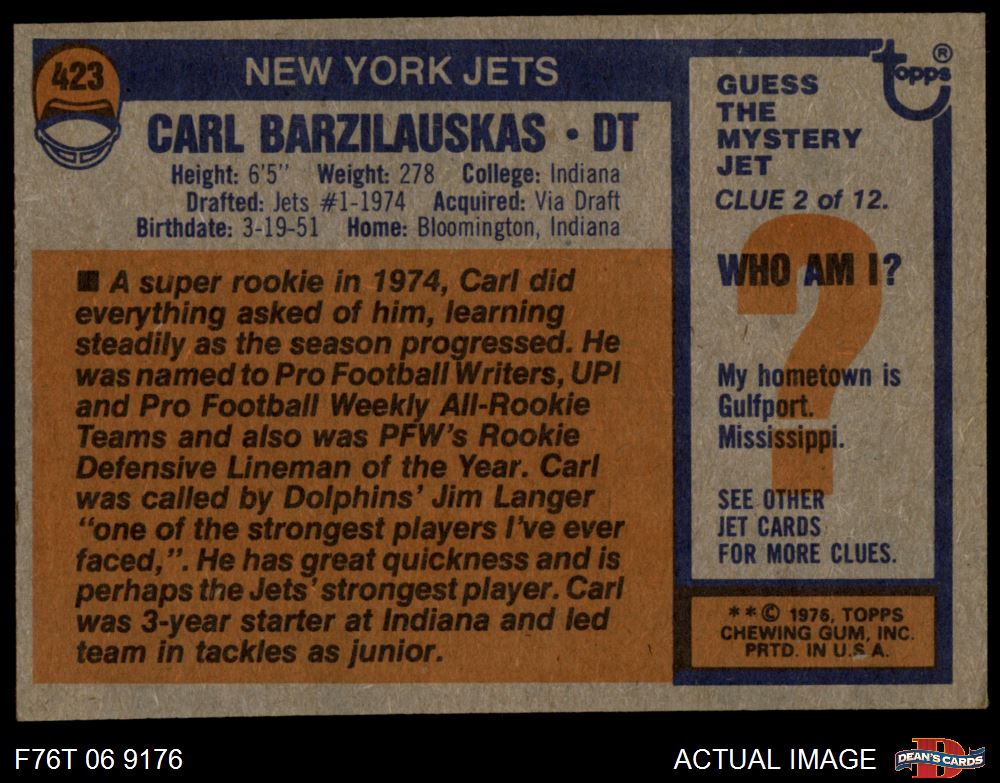 423
NEW YORK JETS
CARL BARZILAUSKAS • DT
Height: 6'5" Weight: 278 College: Indiana
Drafted: Jets #1-1974 Acquired: Via Draft
Birthdate: 3-19-51 Home: Bloomington, Indiana
■ A super rookie in 1974, Carl did
everything asked of him, learning
steadily as the season progressed. He
was named to Pro Football Writers, UPI
and Pro Football Weekly All-Rookie
Teams and also was PFW's Rookie
Defensive Lineman of the Year. Carl
was called by Dolphins' Jim Langer
"one of the strongest players I've ever
faced,". He has great quickness and is
perhaps the Jets' strongest player. Carl
was 3-year starter at Indiana and led
team in tackles as junior.
topps®
GUESS
THE
MYSTERY
JET
CLUE 2 of 12.
?
WHO AM I?
My hometown is
Gulfport.
Mississippi.
SEE OTHER
JET CARDS
FOR MORE CLUES.
**© 1976, TOPPS
CHEWING GUM, INC.
PRTD. IN U.S.A.
F76T 06 9176
ACTUAL IMAGE
D
DEAN'S CARDS